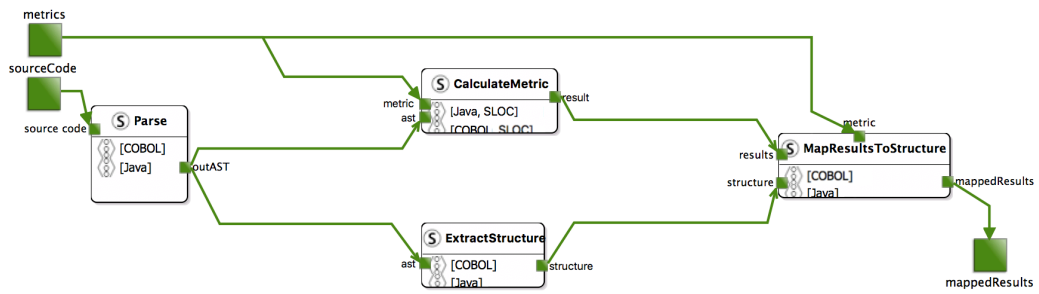 metrics
sourceCode
source code
S Parse
[COBOL]
[Java]
outAST
S CalculateMetric
metric
ast
[Java, SLOC]
[COBOL, SLOC]
result
S ExtractStructure
ast
[COBOL]
[Java]
structure
metric
S MapResultsToStructure
results
structure
[COBOL]
[Java]
mappedResults
mappedResults